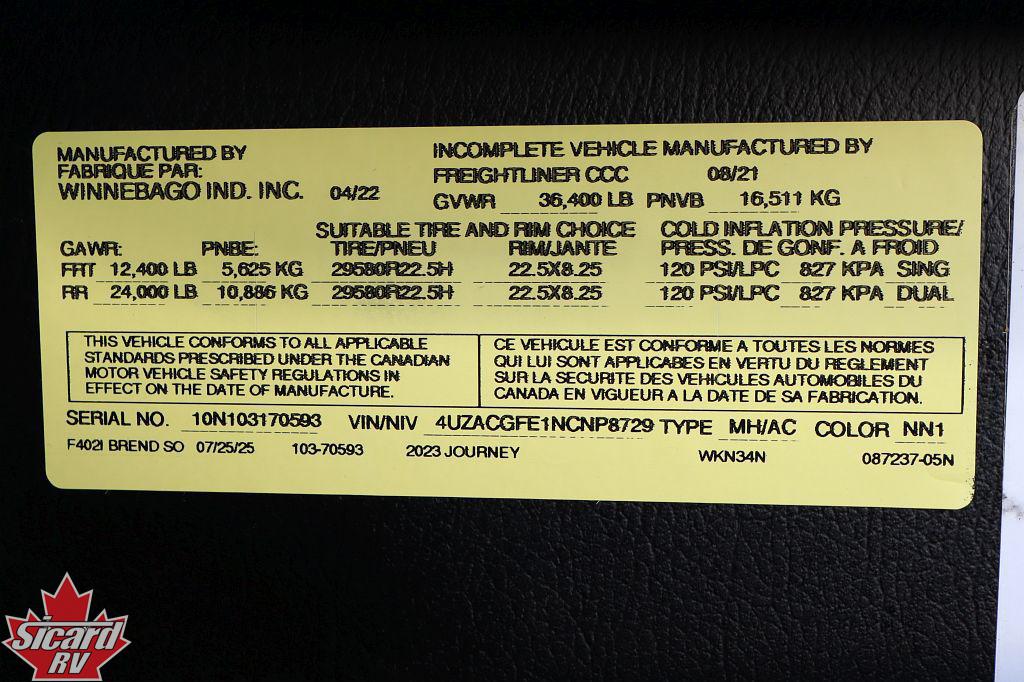 MANUFACTURED BY
FABRIQUE PAR:
WINNEBAGO IND. INC. 04/22
INCOMPLETE VEHICLE MANUFACTURED BY
FREIGHTLINER CCC 08/21
GVWR 36,400 LB PNVB 16,511 KG
SUITABLE TIRE AND RIM CHOICE COLD INFLATION PRESSURE/
GAWR: PNBE: TIRE/PNEU RIM/JANTE PRESS. DE GONF. A FROID
FRT 12,400 LB 5,625 KG 29580R22.5H 22.5X8.25 120 PSI/LPC 827 KPA SING
RR 24,000 LB 10,886 KG 29580R22.5H 22.5X8.25 120 PSI/LPC 827 KPA DUAL
THIS VEHICLE CONFORMS TO ALL APPLICABLE
STANDARDS PRESCRIBED UNDER THE CANADIAN
MOTOR VEHICLE SAFETY REGULATIONS IN
EFFECT ON THE DATE OF MANUFACTURE.
CE VEHICULE EST CONFORME A TOUTES LES NORMES
QUI LUI SONT APPLICABES EN VERTU DU REGLEMENT
SUR LA SECURITE DES VEHICULES AUTOMOBILES DU
CANADA EN VIGUEUR A LA DATE DE SA FABRICATION.
SERIAL NO. 10N103170593 VIN/NIV 4UZACGFE1NCNP8729 TYPE MH/AC COLOR NN1
F402I BREND SO 07/25/25 103-70593 2023 JOURNEY WKN34N 087237-05N
Sicard
RV